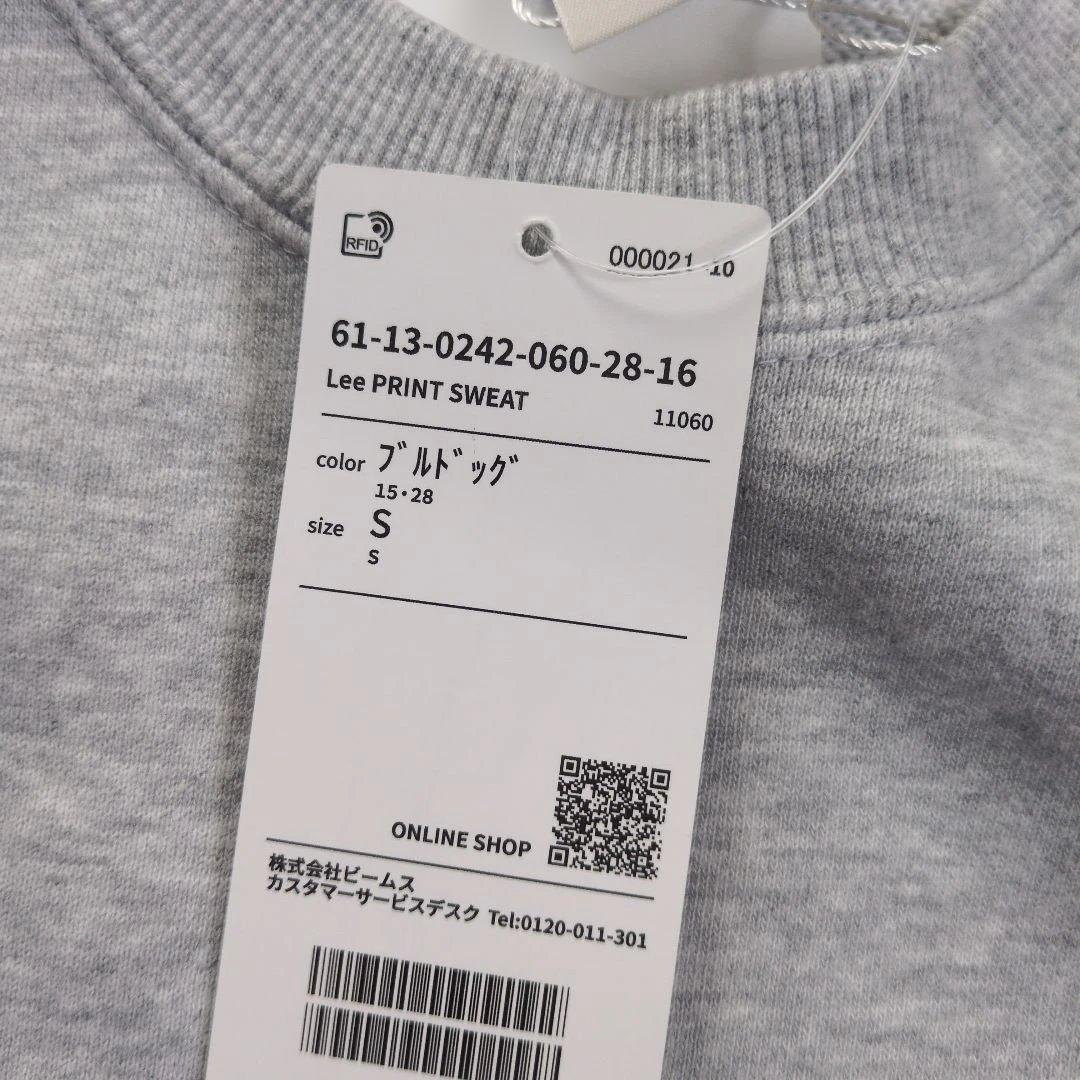 RFID
000021 -10
61-13-0242-060-28-16
Lee PRINT SWEAT
11060
color ﾌﾞﾙﾄﾞｯｸﾞ
15・28
size S
S
ONLINE SHOP
株式会社ビームス
カスタマーサービスデスク Tel:0120-011-301